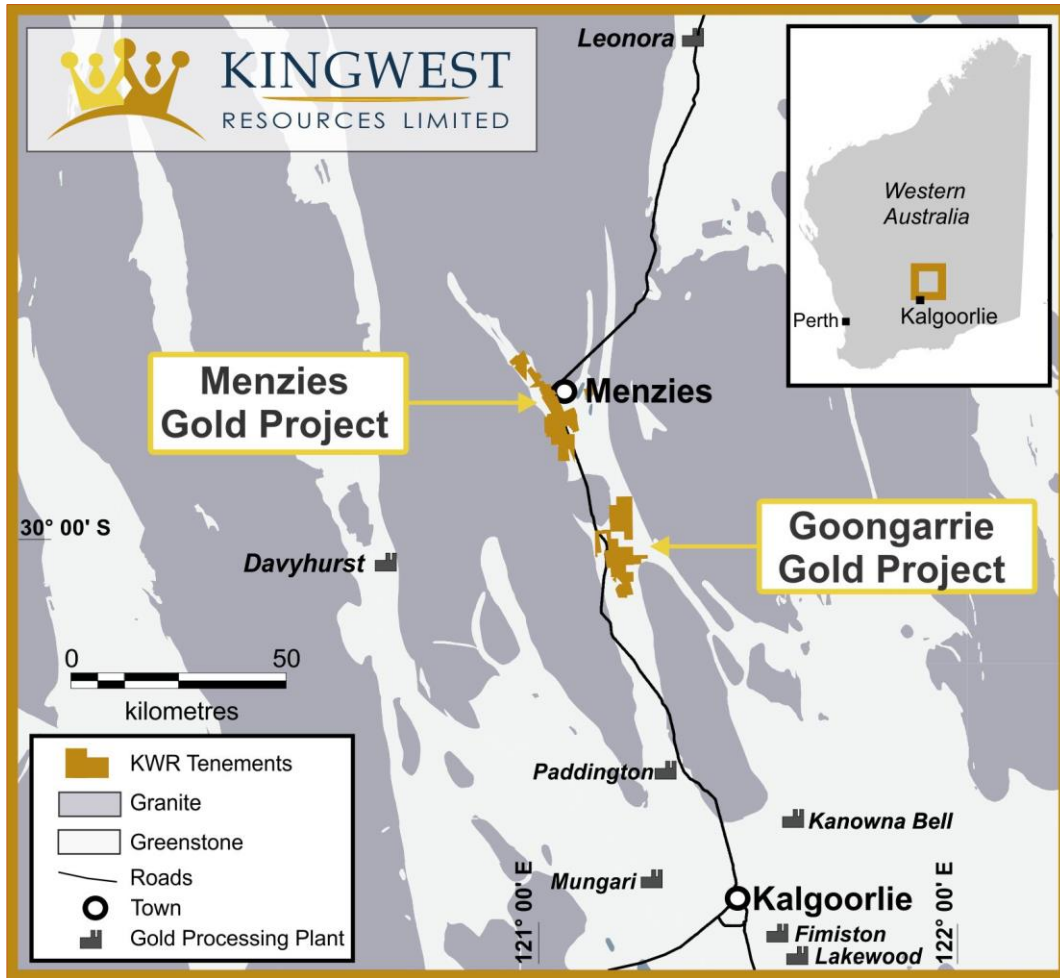 KINGWEST
RESOURCES LIMITED
Leonora
Western
Australia
Perth
Kalgoorlie
Menzies
Gold Project
Menzies
30° 00' S
Davyhurst
Goongarrie
Gold Project
0 50
kilometres
KWR Tenements
Granite
Greenstone
Roads
Town
Gold Processing Plant
Paddington
Kanowna Bell
Mungari
Kalgoorlie
Fimiston
Lakewood
121° 00' E
122° 00' E